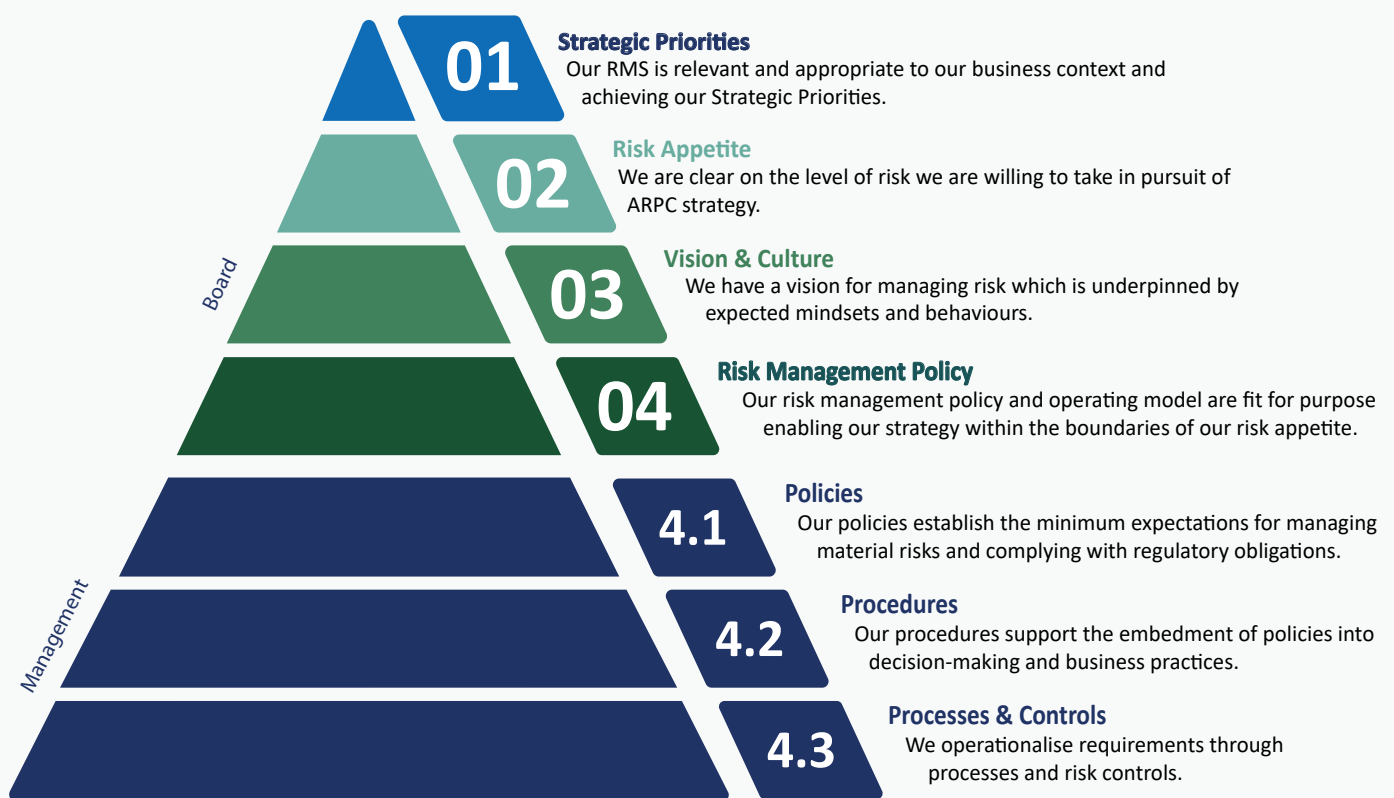 01
Strategic Priorities
Our RMS is relevant and appropriate to our business context and
achieving our Strategic Priorities.
02
Risk Appetite
We are clear on the level of risk we are willing to take in pursuit of
ARPC strategy.
Board
03
Vision & Culture
We have a vision for managing risk which is underpinned by
expected mindsets and behaviours.
04
Risk Management Policy
Our risk management policy and operating model are fit for purpose
enabling our strategy within the boundaries of our risk appetite.
4.1
Policies
Our policies establish the minimum expectations for managing
material risks and complying with regulatory obligations.
Management
4.2
Procedures
Our procedures support the embedment of policies into
decision-making and business practices.
4.3
Processes & Controls
We operationalise requirements through
processes and risk controls.